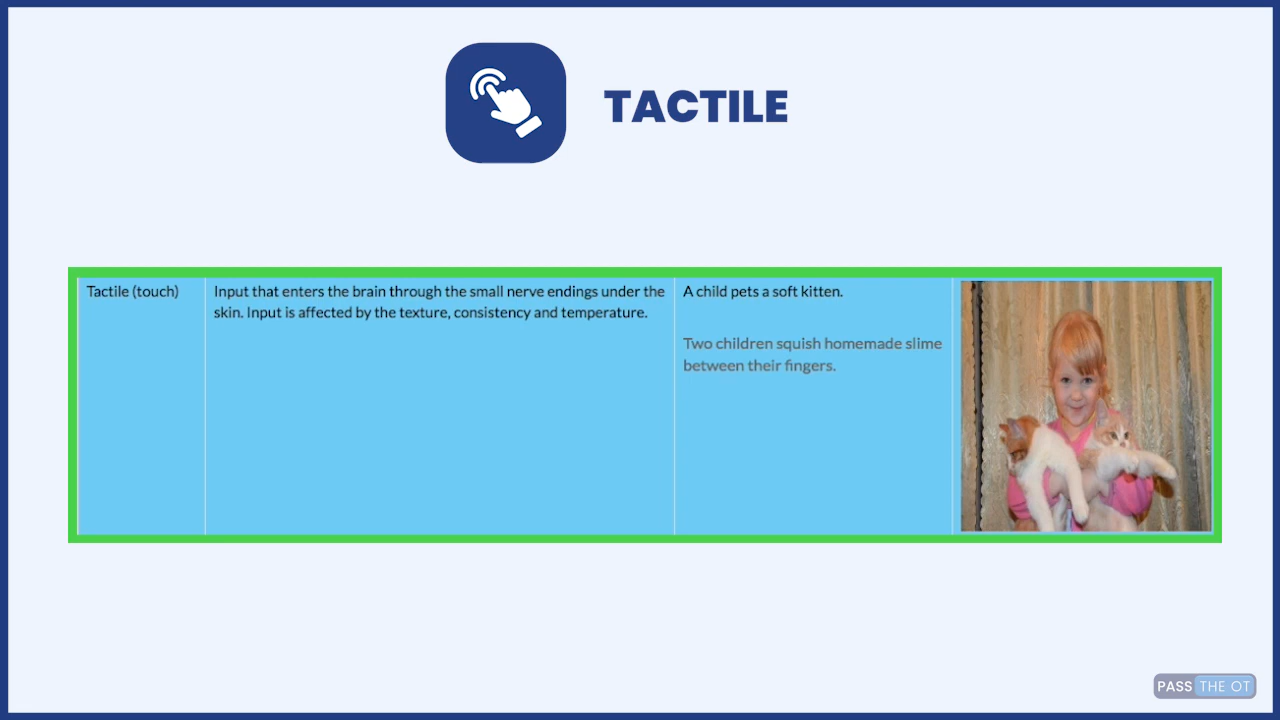 TACTILE
Tactile (touch)
Input that enters the brain through the small nerve endings under the
skin. Input is affected by the texture, consistency and temperature.
A child pets a soft kitten.
Two children squish homemade slime
between their fingers.
PASS THE OT